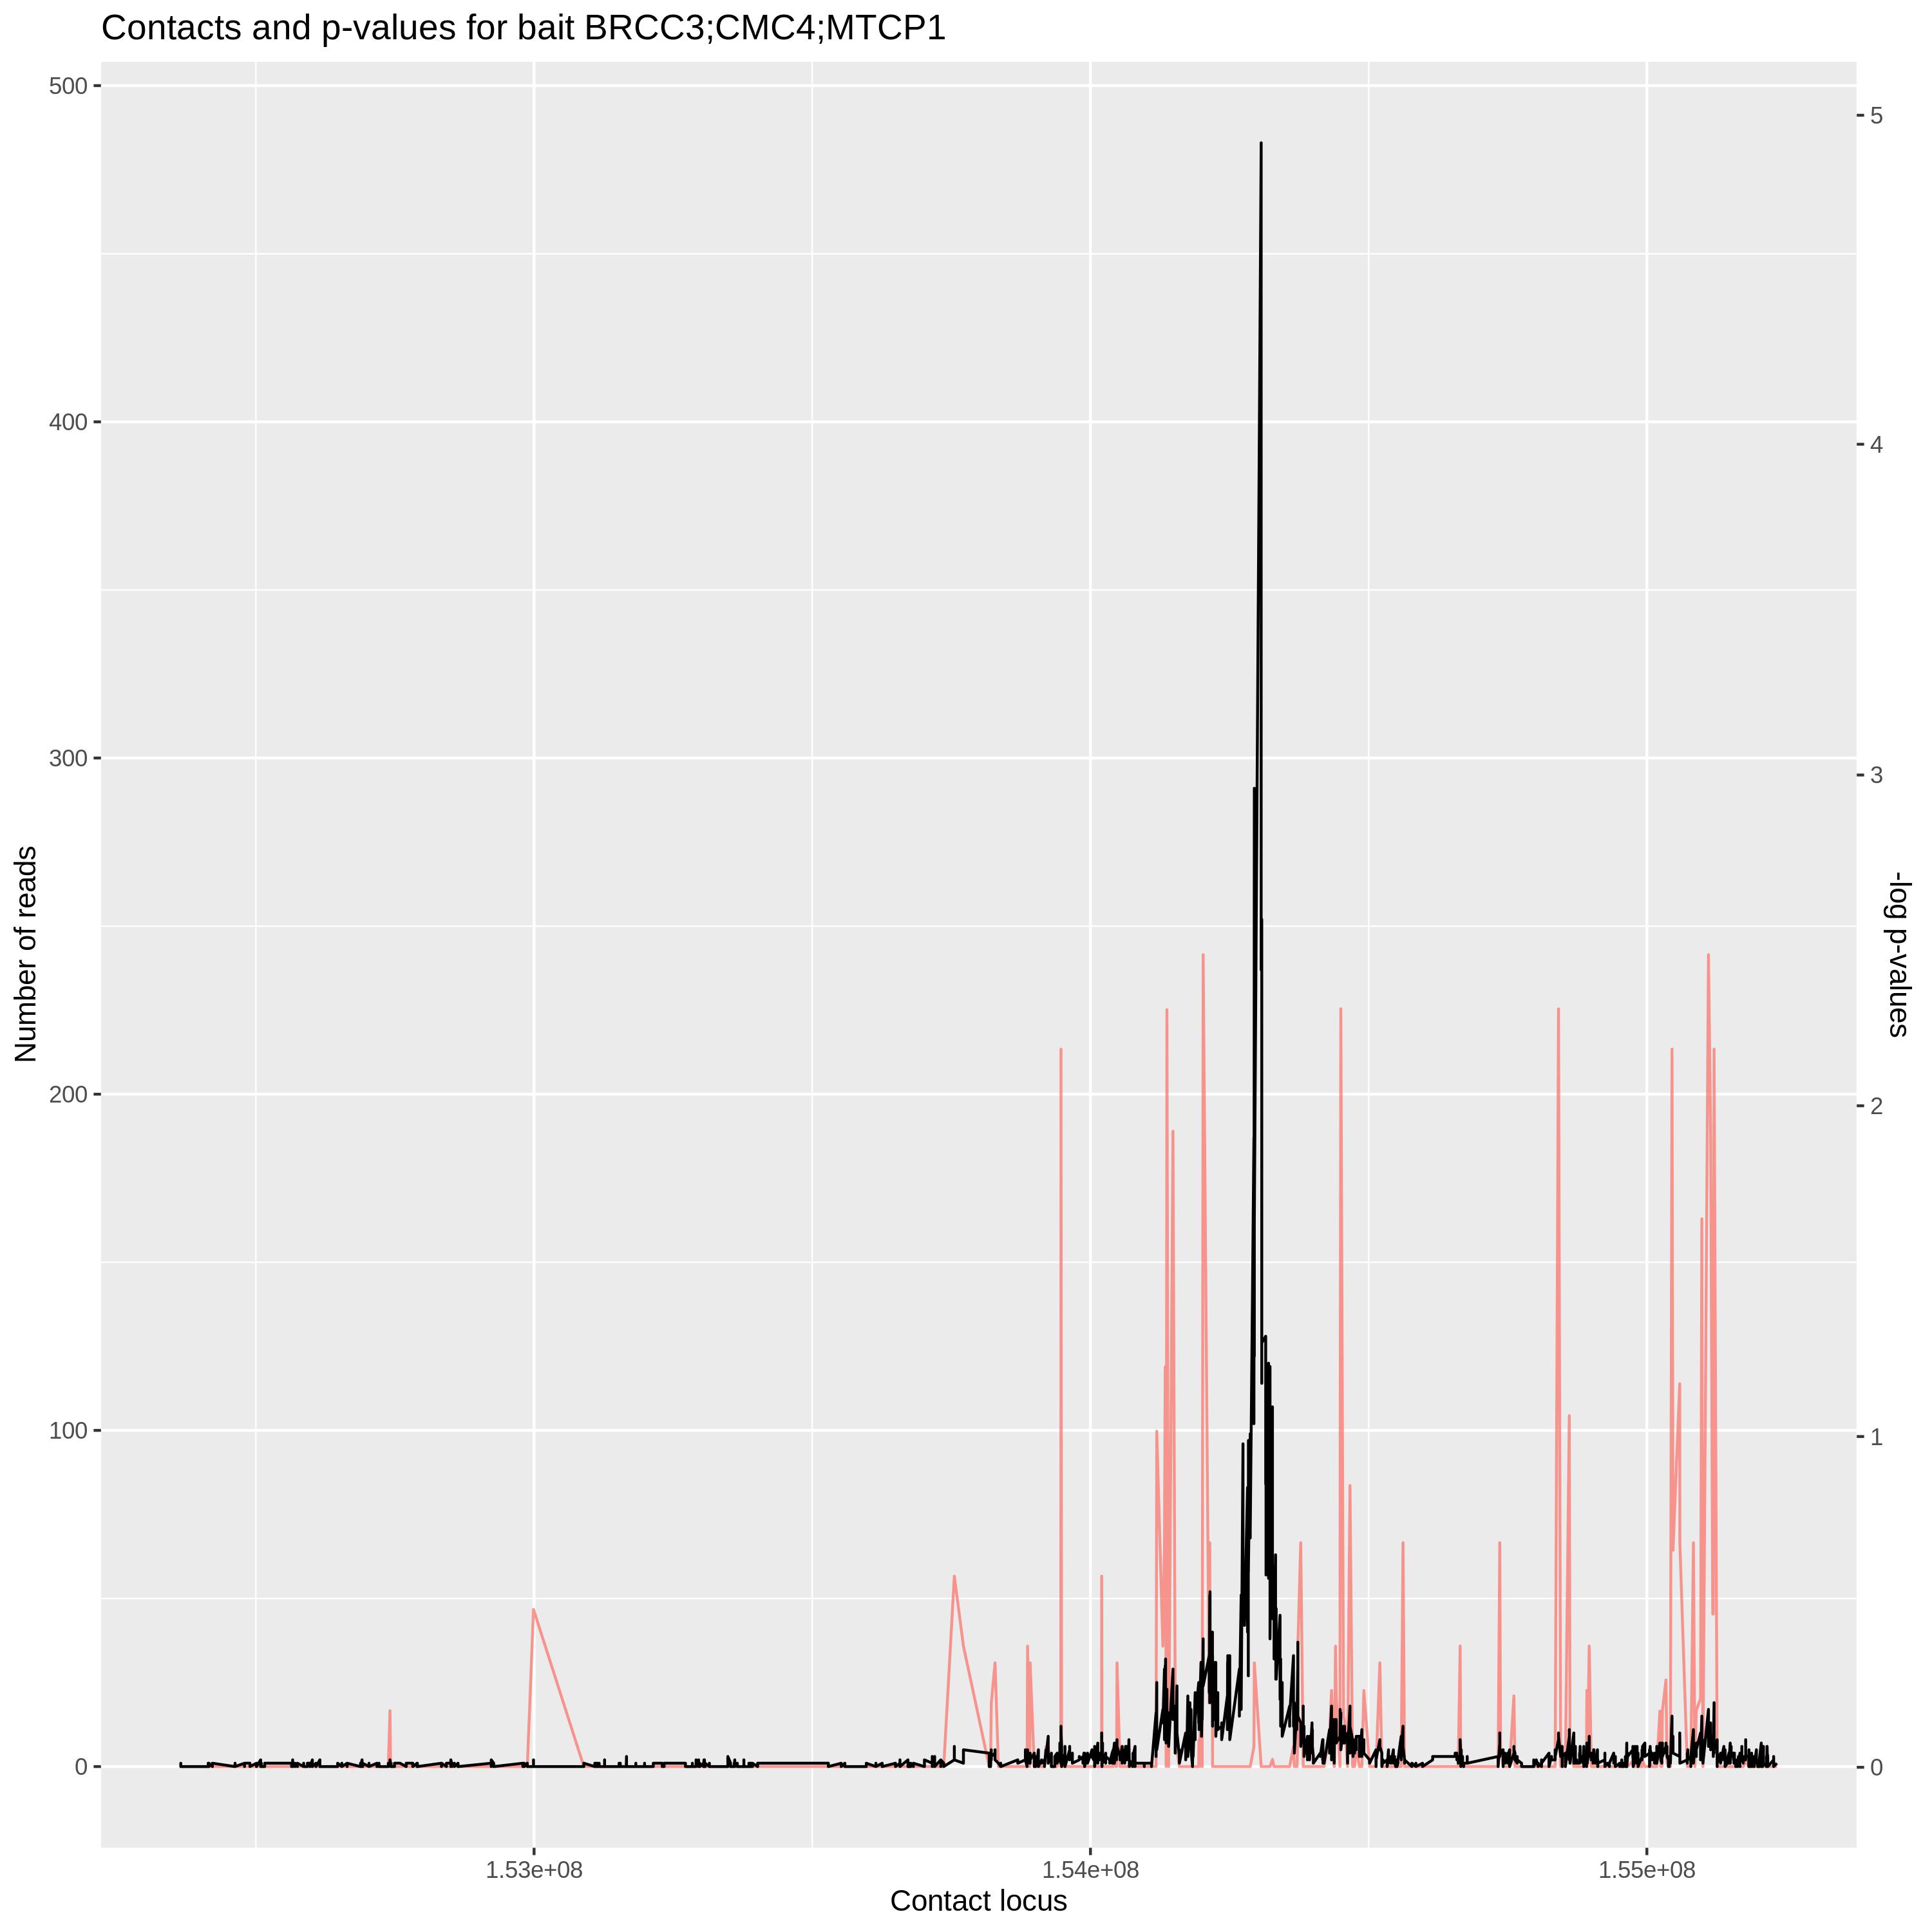 Contacts and p-values for bait BRCC3;CMC4;MTCP1
500
400
300
200
100
0
Number of reads
5
4
3
2
1
0
-log p-values
1.53e+08
1.54e+08
1.55e+08
Contact locus